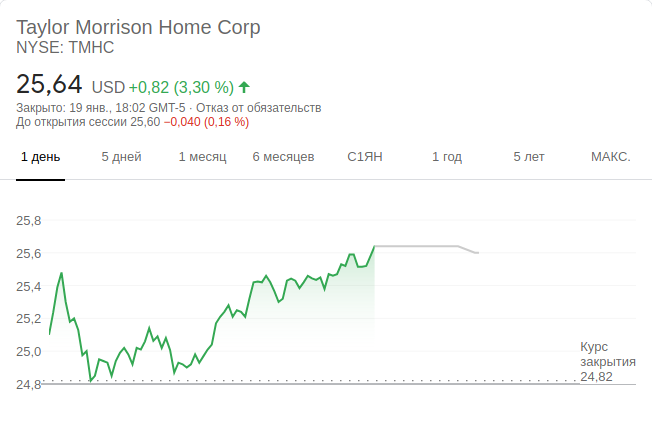 Taylor Morrison Home Corp
NYSE: TMHC
25,64 USD +0,82 (3,30 %)
Закрыто: 19 янв., 18:02 GMT-5 · Отказ от обязательств
До открытия сессии 25,60 −0,040 (0,16 %)
1 день 5 дней 1 месяц 6 месяцев С1ЯН 1 год 5 лет МАКС.
25,8
25,6
25,4
25,2
25,0
24,8
Курс
закрытия
24,82